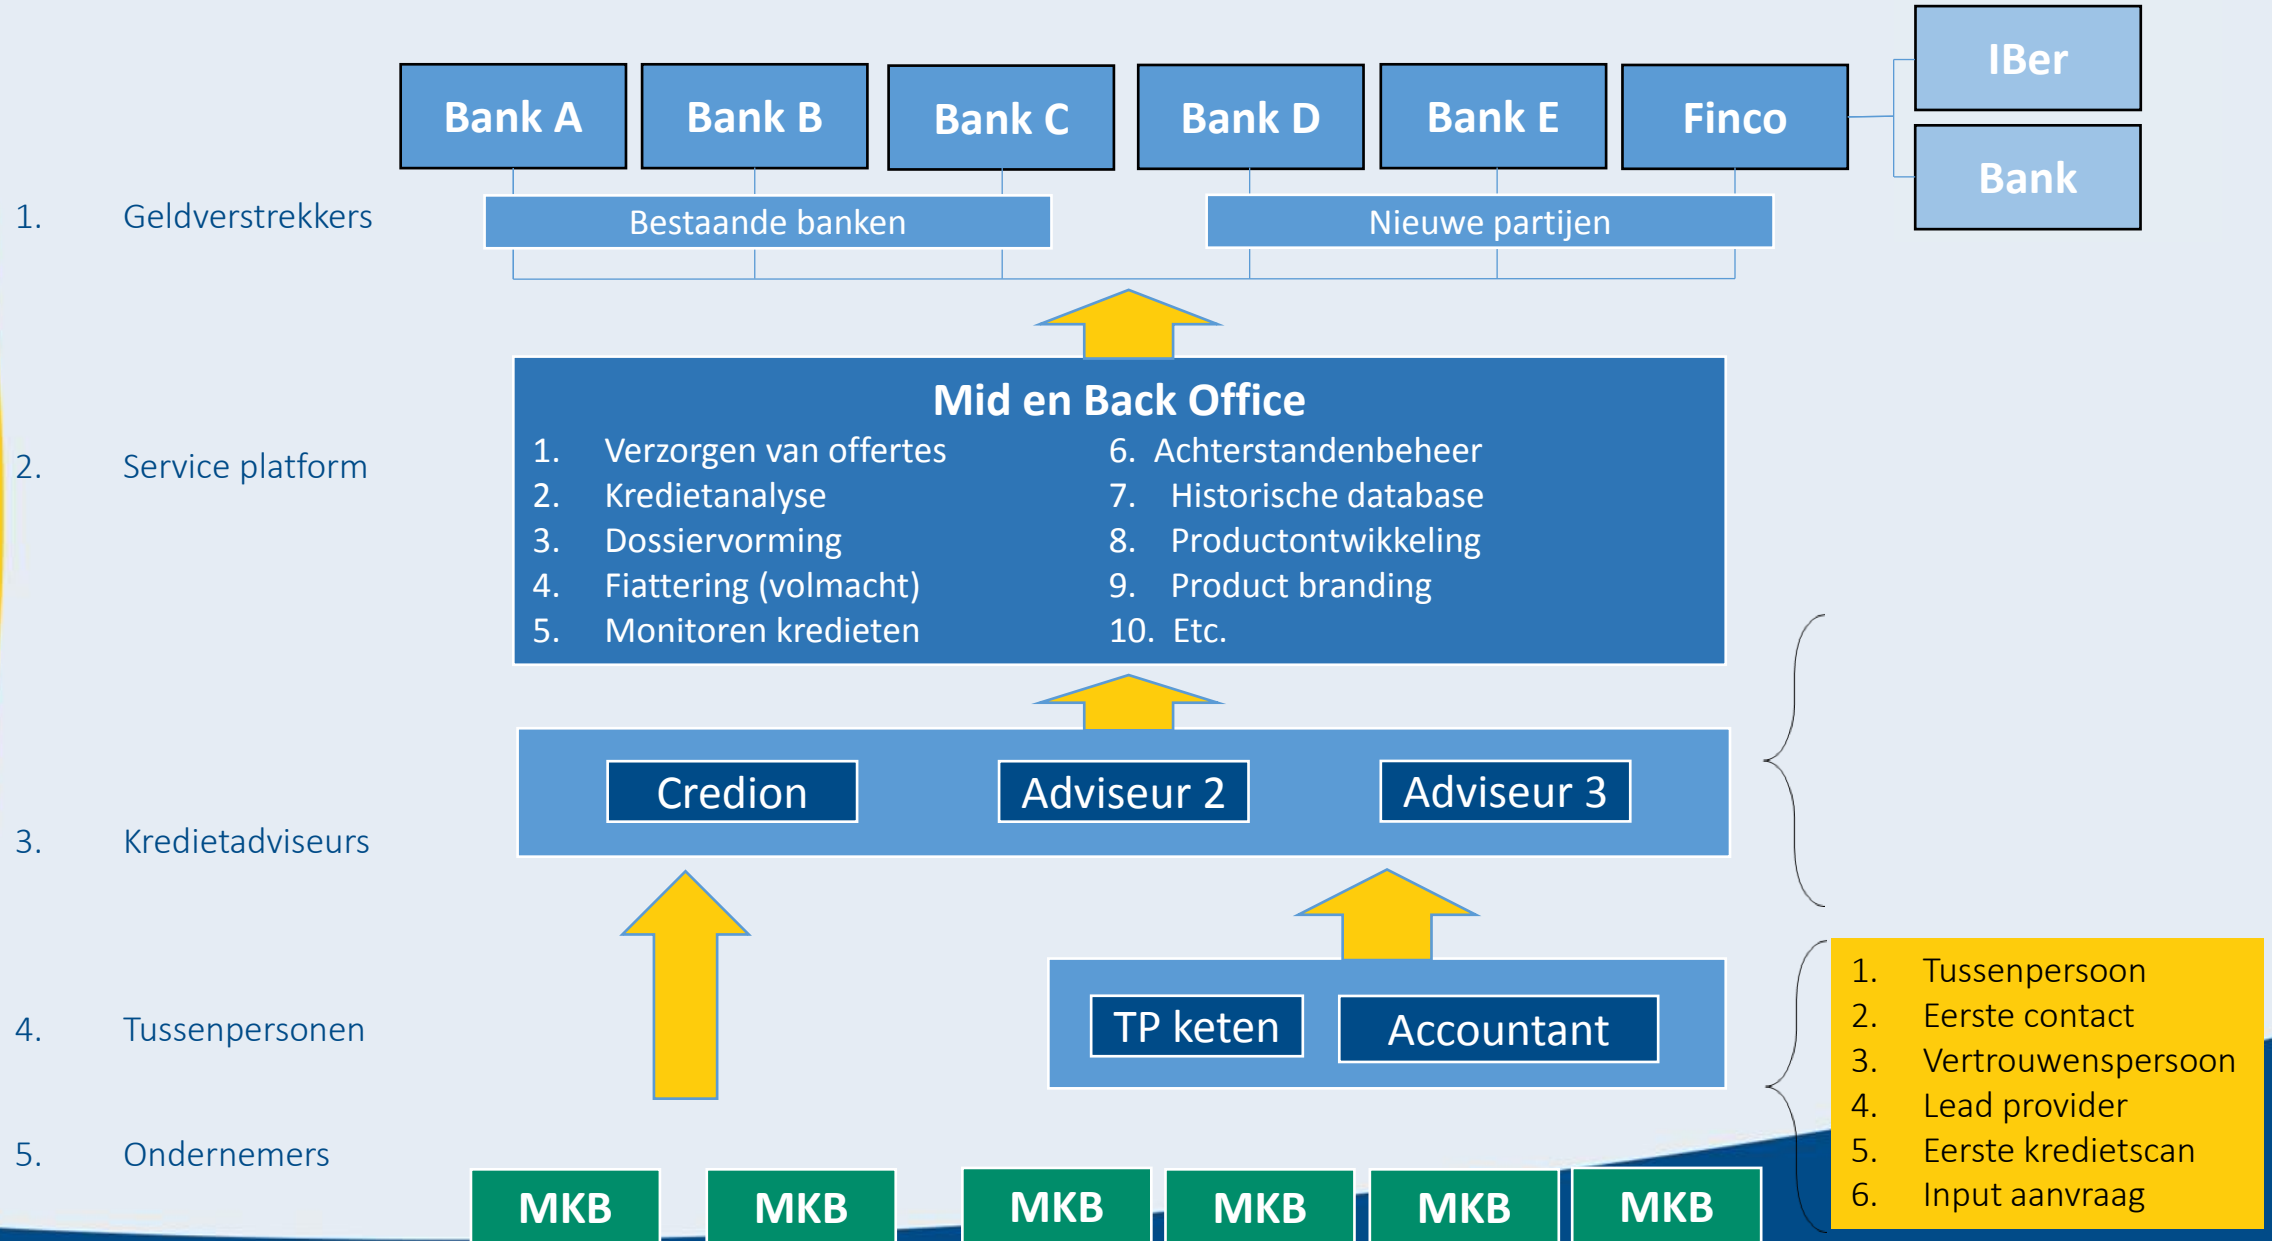 IBer
Bank A
Bank B
Bank C
Bank D
Bank E
Finco
Bank
1. Geldverstrekkers
Bestaande banken
Nieuwe partijen
2. Service platform
Mid en Back Office
1. Verzorgen van offertes
2. Kredietanalyse
3. Dossiervorming
4. Fiattering (volmacht)
5. Monitoren kredieten
6. Achterstandenbeheer
7. Historische database
8. Productontwikkeling
9. Product branding
10. Etc.
3. Kredietadviseurs
Credion
Adviseur 2
Adviseur 3
4. Tussenpersonen
TP keten
Accountant
1. Tussenpersoon
2. Eerste contact
3. Vertrouwenspersoon
4. Lead provider
5. Eerste kredietscan
6. Input aanvraag
5. Ondernemers
MKB
MKB
MKB
MKB
MKB
MKB